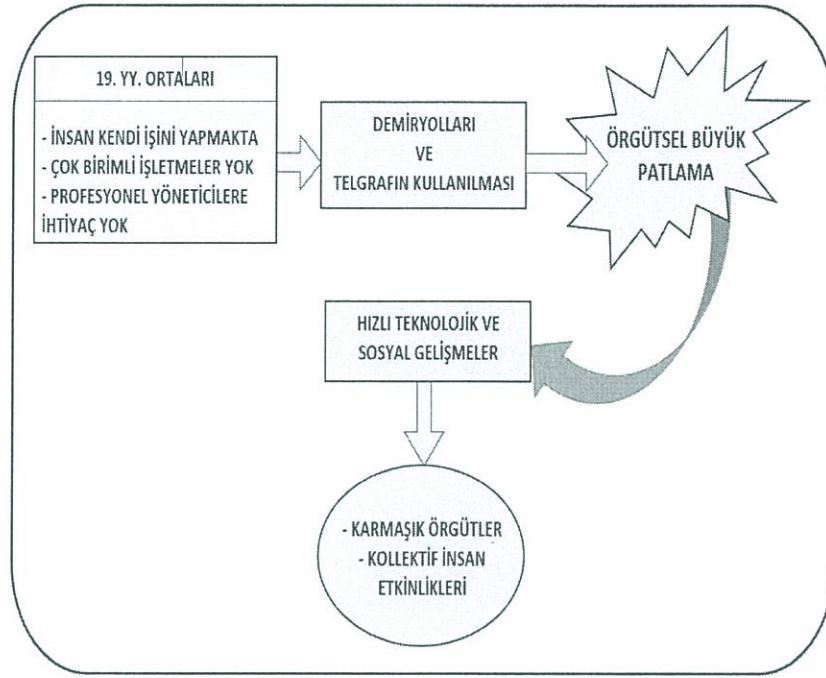 19. YY. ORTALARI
- İNSAN KENDİ İŞİNİ YAPMAKTA
- ÇOK BİRİMLİ İŞLETMELER YOK
- PROFESYONEL YÖNETİCİLERE
İHTİYAÇ YOK
DEMİRYOLLARI
VE
TELGRAFIN KULLANILMASI
ÖRGÜTSEL BÜYÜK
PATLAMA
HIZLI TEKNOLOJİK VE
SOSYAL GELİŞMELER
- KARMAŞIK ÖRGÜTLER
- KOLLEKTİF İNSAN
ETKİNLİKLERİ